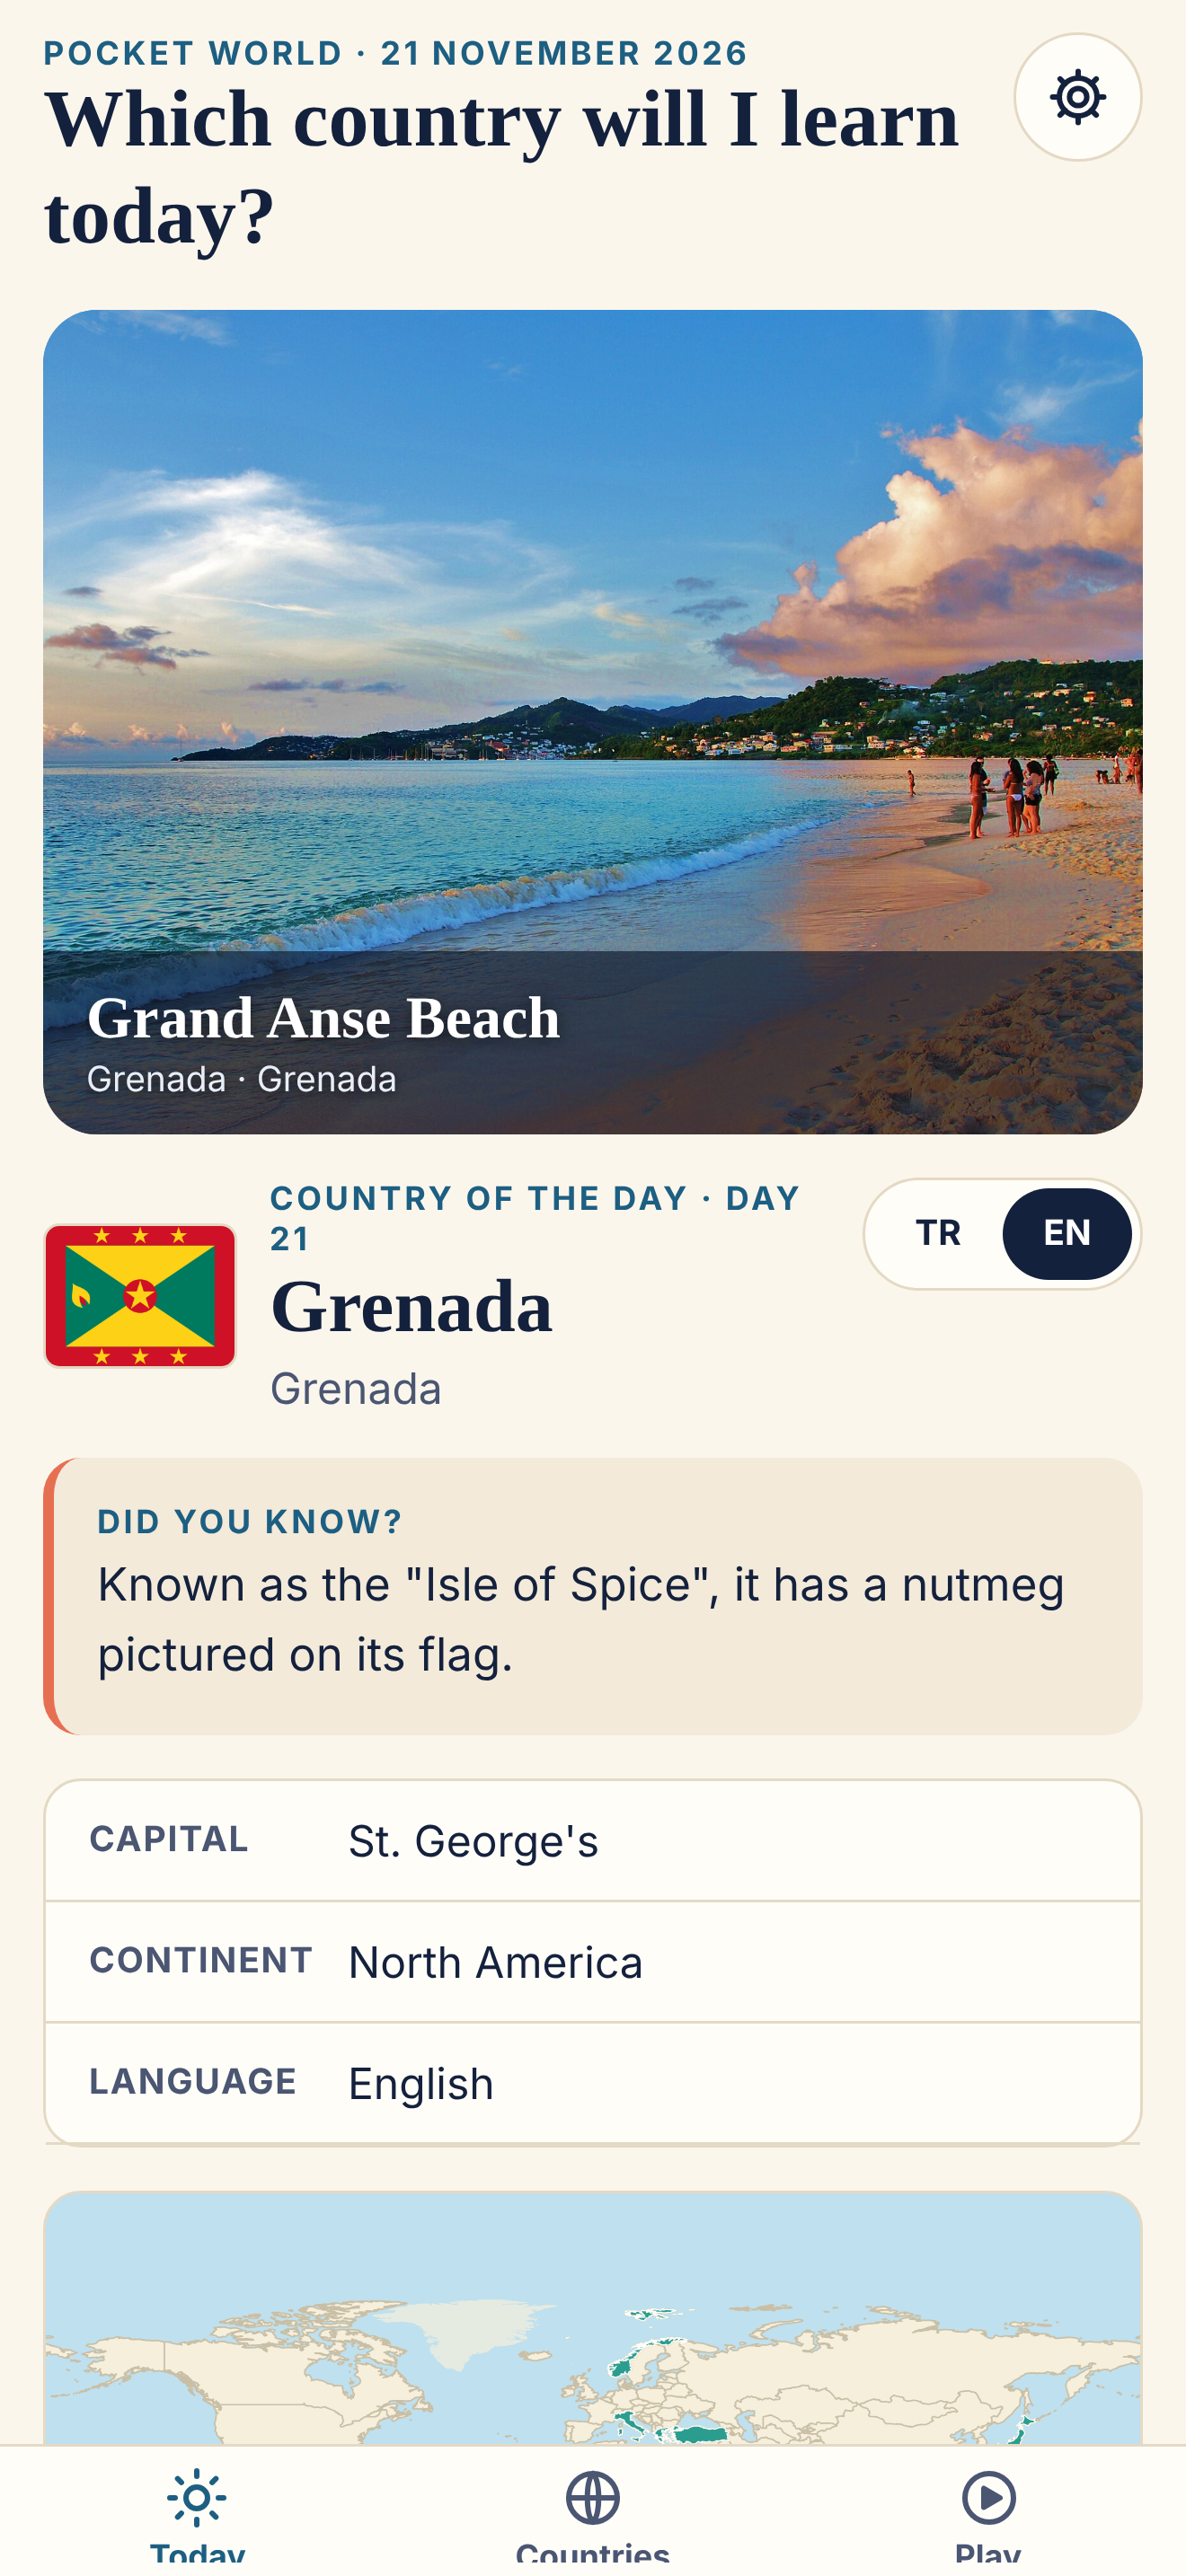 POCKET WORLD · 21 NOVEMBER 2026
Which country will I learn
today?
Grand Anse Beach
Grenada · Grenada
COUNTRY OF THE DAY · DAY
21
TR
EN
Grenada
Grenada
DID YOU KNOW?
Known as the "Isle of Spice", it has a nutmeg
pictured on its flag.
CAPITAL St. George's
CONTINENT North America
LANGUAGE English
Today Countries Play